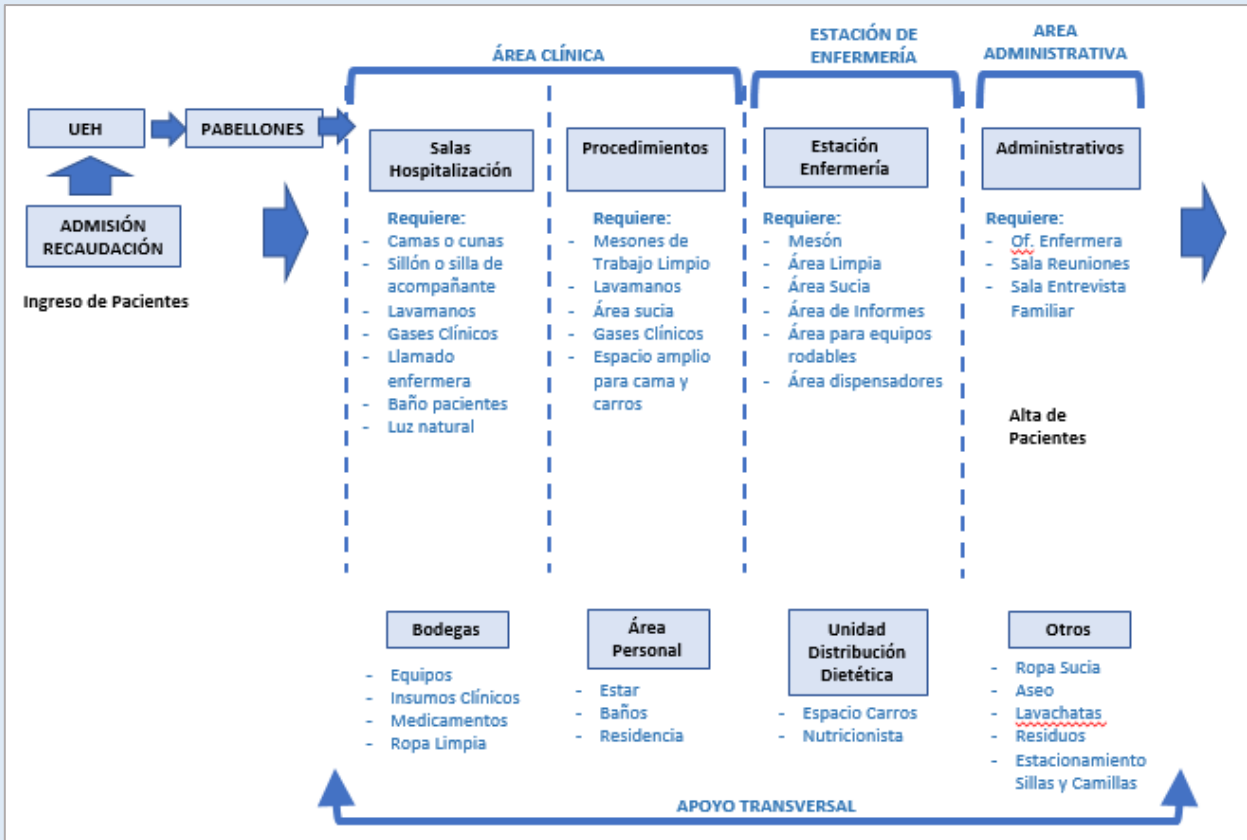 ÁREA CLÍNICA
ESTACIÓN DE
ENFERMERÍA
AREA
ADMINISTRATIVA
UEH
PABELLONES
ADMISIÓN
RECAUDACIÓN
Ingreso de Pacientes
Salas
Hospitalización
Requiere:
- Camas o cunas
- Sillón o silla de
acompañante
- Lavamanos
- Gases Clínicos
- Llamado
enfermera
- Baño pacientes
- Luz natural
Procedimientos
Requiere:
- Mesones de
Trabajo Limpio
- Lavamanos
- Área sucia
- Gases Clínicos
- Espacio amplio
para cama y
carros
Estación
Enfermería
Requiere:
- Mesón
- Área Limpia
- Área Sucia
- Área de Informes
- Área para equipos
rodables
- Área dispensadores
Administrativos
Requiere:
- Of. Enfermera
- Sala Reuniones
- Sala Entrevista
Familiar
Alta de
Pacientes
Bodegas
- Equipos
- Insumos Clínicos
- Medicamentos
- Ropa Limpia
Área
Personal
- Estar
- Baños
- Residencia
Unidad
Distribución
Dietética
- Espacio Carros
- Nutricionista
Otros
- Ropa Sucia
- Aseo
- Lavachatas
- Residuos
- Estacionamiento
Sillas y Camillas
APOYO TRANSVERSAL